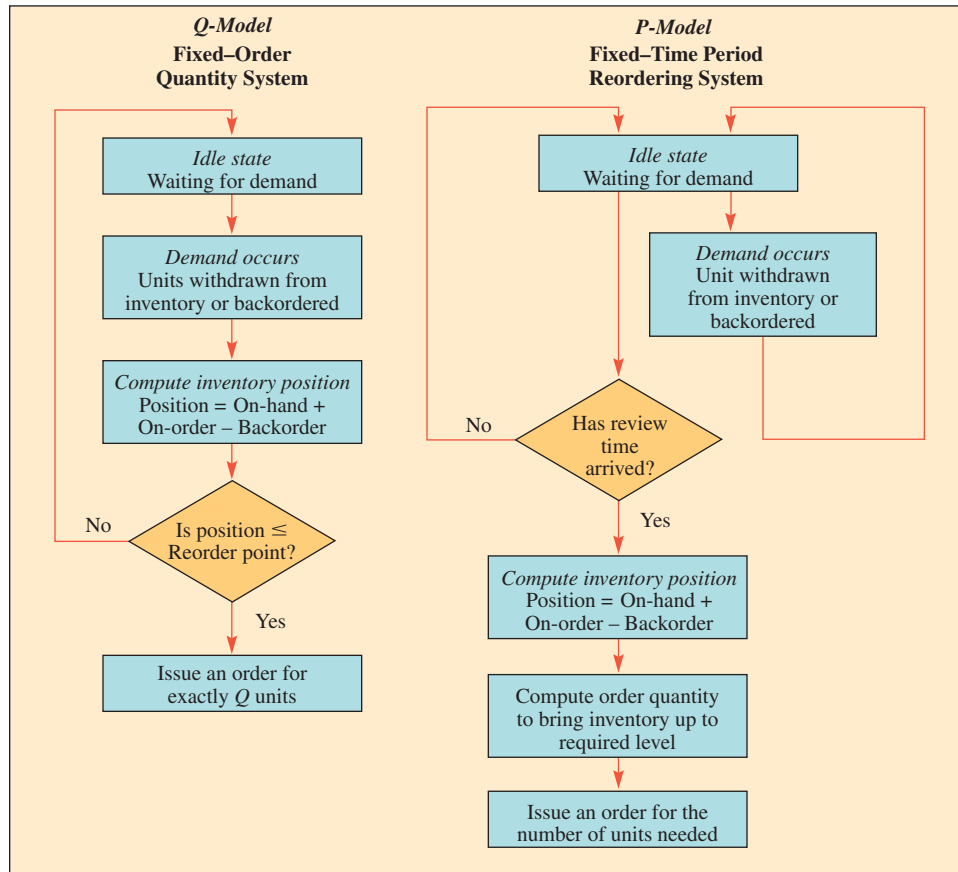 Q-Model
Fixed–Order
Quantity System
Idle state
Waiting for demand
Demand occurs
Units withdrawn from
inventory or backordered
Compute inventory position
Position = On-hand +
On-order – Backorder
Is position ≤
Reorder point?
No
Yes
Issue an order for
exactly Q units
P-Model
Fixed–Time Period
Reordering System
Idle state
Waiting for demand
Demand occurs
Unit withdrawn
from inventory or
backordered
Has review
time
arrived?
No
Yes
Compute inventory position
Position = On-hand +
On-order – Backorder
Compute order quantity
to bring inventory up to
required level
Issue an order for the
number of units needed